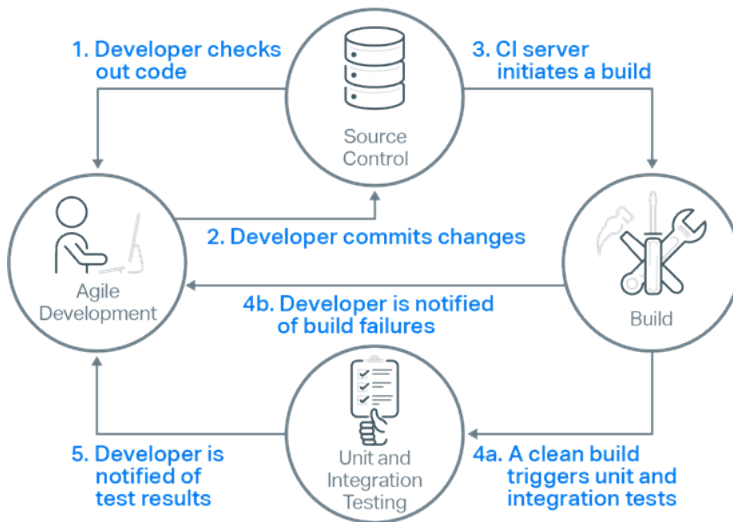 1. Developer checks
out code
3. CI server
initiates a build
Source
Control
2. Developer commits changes
Agile
Development
4b. Developer is notified
of build failures
Build
5. Developer is
notified of
test results
Unit and
Integration
Testing
4a. A clean build
triggers unit and
integration tests